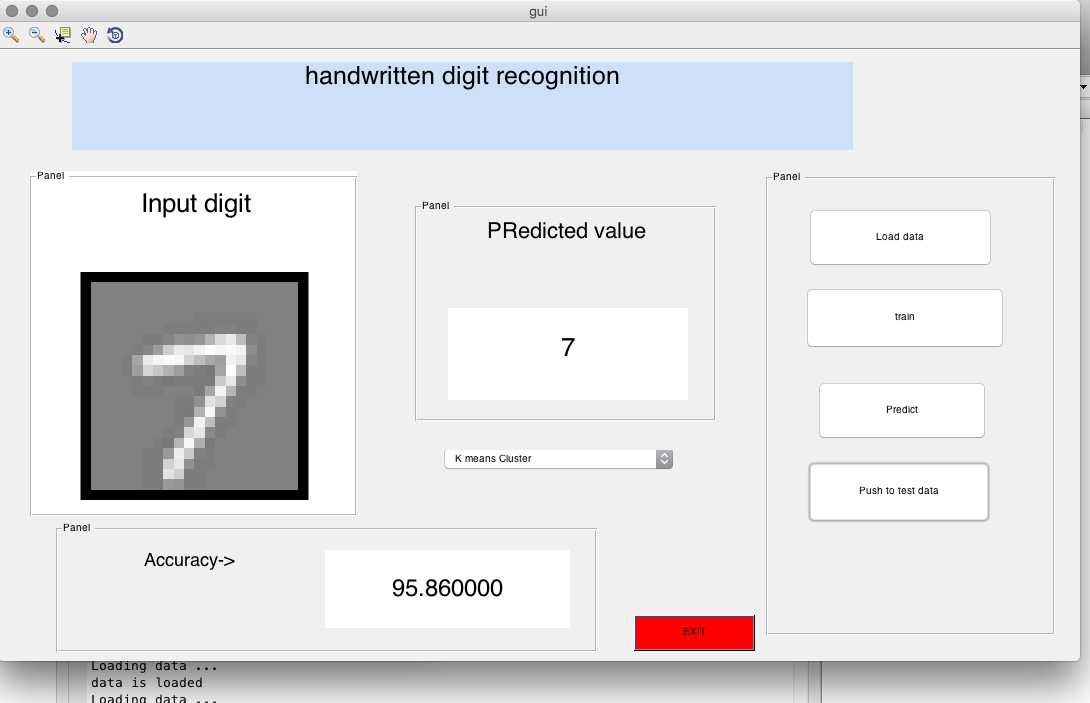 gui
handwritten digit recognition
Panel
Input digit
7
Panel
PRedicted value
7
K means Cluster
Panel
Load data
train
Predict
Push to test data
Panel
Accuracy->
95.860000
EXIT
Loading data ...
data is loaded
Loading data ...